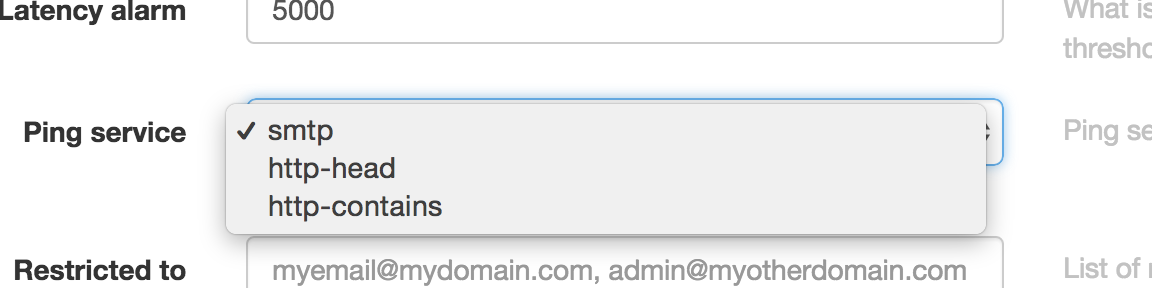 Latency alarm 5000 What is
thresho
Ping service ✓ smtp Ping se
http-head
http-contains
Restricted to myemail@mydomain.com, admin@myotherdomain.com List of